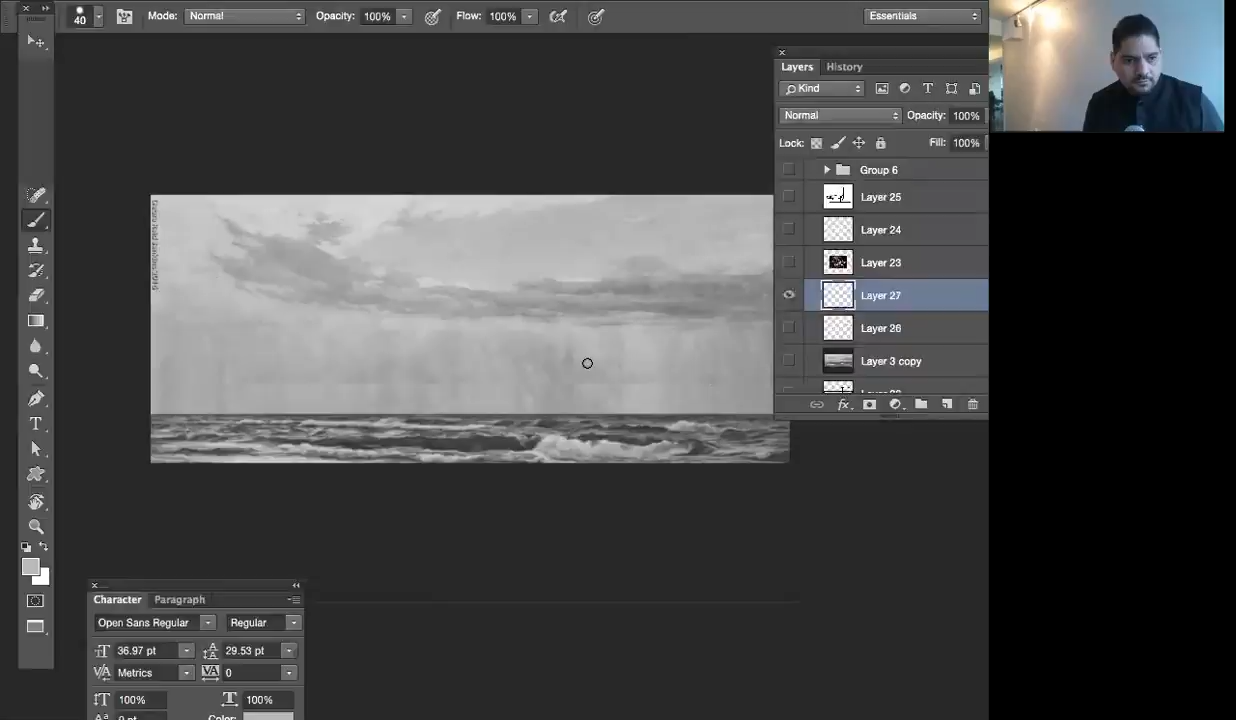 40 Mode: Normal Opacity: 100% Flow: 100% Essentials
Layers History
Kind
Normal Opacity: 100%
Lock: Fill: 100%
Group 6
Layer 25
Layer 24
Layer 23
Layer 27
Layer 26
Layer 3 copy
Character Paragraph
Open Sans Regular Regular
36.97 pt 29.53 pt
Metrics 0
100% 100%
0 pt Color: